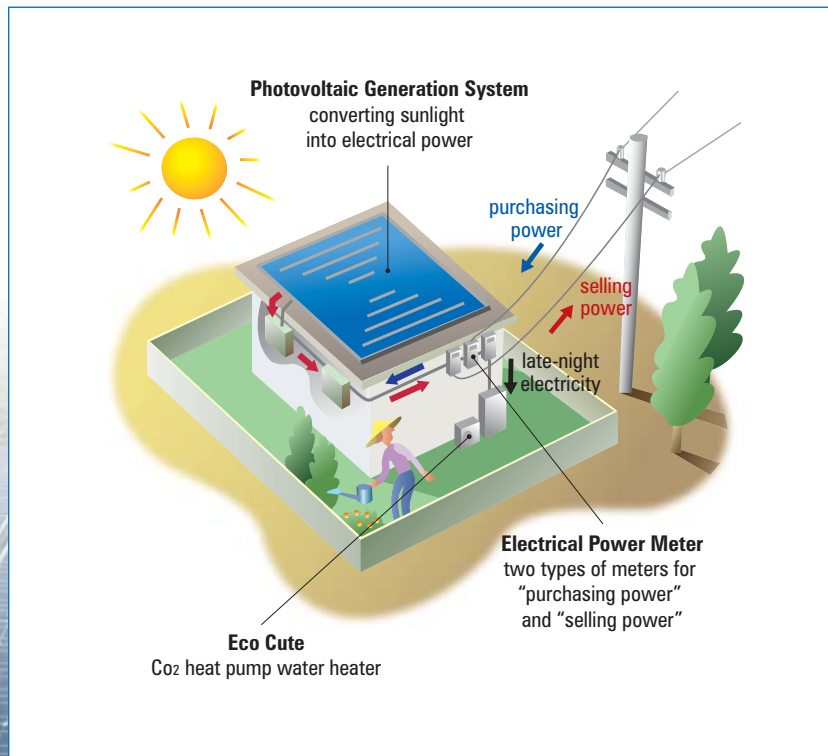 Photovoltaic Generation System
converting sunlight
into electrical power
purchasing
power
selling
power
late-night
electricity
Electrical Power Meter
two types of meters for
“purchasing power”
and “selling power”
Eco Cute
Co2 heat pump water heater